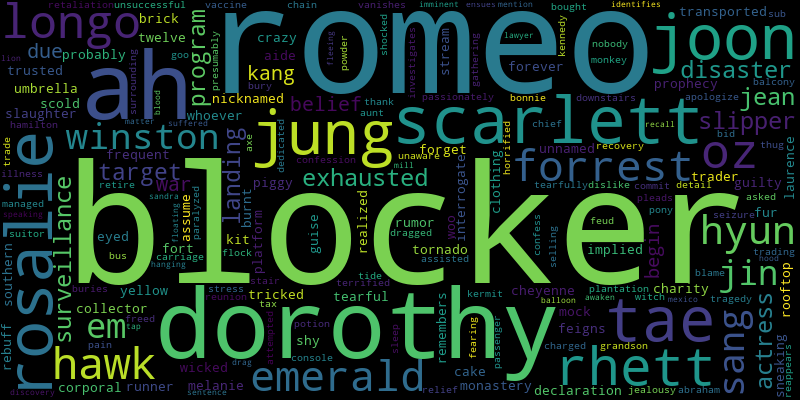 retaliation
unsuccessful
vaccine
chain
vanishes
imminent
ensues
mention
bought
identifies
longo
brick
program
romeo
joon
transported
sub
due
twelve
crazy
goo
shocked
fleeing
powder
investigates
stream
gathering
lawyer
kennedy
nobody
monkey
probably
ah
presumably
aide
lion
trusted
kang
forever
disaster
umbrella
surrounding
blood
bury
passionately
bonnie
downstairs
prophecy
balcony
scold
nicknamed
belief
scarlett
apologize
jean
slaughter
whoever
thank
aunt
chief
slipper
hamilton
matter
suffered
axe
dedicated
jung
unnamed
recall
bid
thug
winston
landing
confession
mill
unaware
forget
horrified
recovery
oz
laurence
rosalie
trade
frequent
forrest
illness
target
piggy
exhausted
clothing
tearfully
dislike
commit
detail
trader
guilty
managed
retire
war
burnt
interrogate
pleads
pony
asked
speaking
sandra
assume
platform
guise
realized
rumor
woo
confess
seizure
fur
suitor
surveillance
eyed
floating
paralyzed
kit
dragged
tornado
selling
feud
begin
hyun
blocker
implied
southern
bus
fort
carriage
flock
tide
assisted
blame
trading
hanging
stair
terrified
jin
hood
rooftop
buries
yellow
stress
reunion
tearful
cheyenne
plantation
witch
charity
tragedy
collector
tricked
kermit
balloon
awaken
mexico
rebuff
em
freed
tap
tax
dorothy
remembers
mock
tae
sang
actress
pain
potion
shy
sleep
fearing
feigns
hawk
attempted
console
passenger
charged
grandson
rhett
sneaking
reappears
wicked
drag
emerald
cake
corporal
runner
melanie
relief
monastery
declaration
jealousy
abraham
discovery
sentence